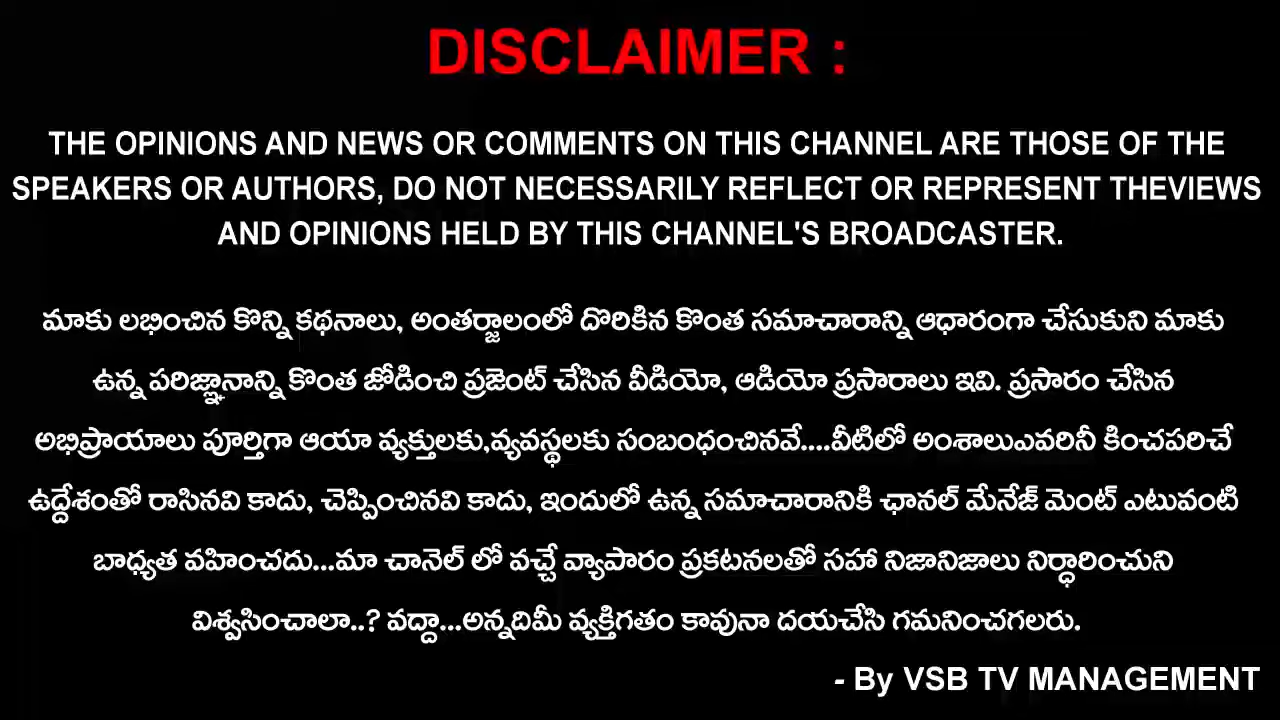 DISCLAIMER :
THE OPINIONS AND NEWS OR COMMENTS ON THIS CHANNEL ARE THOSE OF THE
SPEAKERS OR AUTHORS, DO NOT NECESSARILY REFLECT OR REPRESENT THEVIEWS
AND OPINIONS HELD BY THIS CHANNEL'S BROADCASTER.
మాకు లభించిన కొన్ని కథనాలు, అంతర్జాలంలో దొరికిన కొంత సమాచారాన్ని ఆధారంగా చేసుకుని మాకు
ఉన్న పరిజ్ఞానాన్ని కొంత జోడించి ప్రజెంట్ చేసిన వీడియో, ఆడియో ప్రసారాలు ఇవి. ప్రసారం చేసిన
అభిప్రాయాలు పూర్తిగా ఆయా వ్యక్తులకు,వ్యవస్థలకు సంబంధంచినవే....వీటిలో అంశాలుఎవరినీ కించపరిచే
ఉద్దేశంతో రాసినవి కాదు, చెప్పించినవి కాదు, ఇందులో ఉన్న సమాచారానికి ఛానల్ మేనేజ్ మెంట్ ఎటువంటి
బాధ్యత వహించదు...మా చానెల్ లో వచ్చే వ్యాపారం ప్రకటనలతో సహా నిజానిజాలు నిర్ధారించుని
విశ్వసించాలా..? వద్దా...అన్నదిమీ వ్యక్తిగతం కావునా దయచేసి గమనించగలరు.
- By VSB TV MANAGEMENT